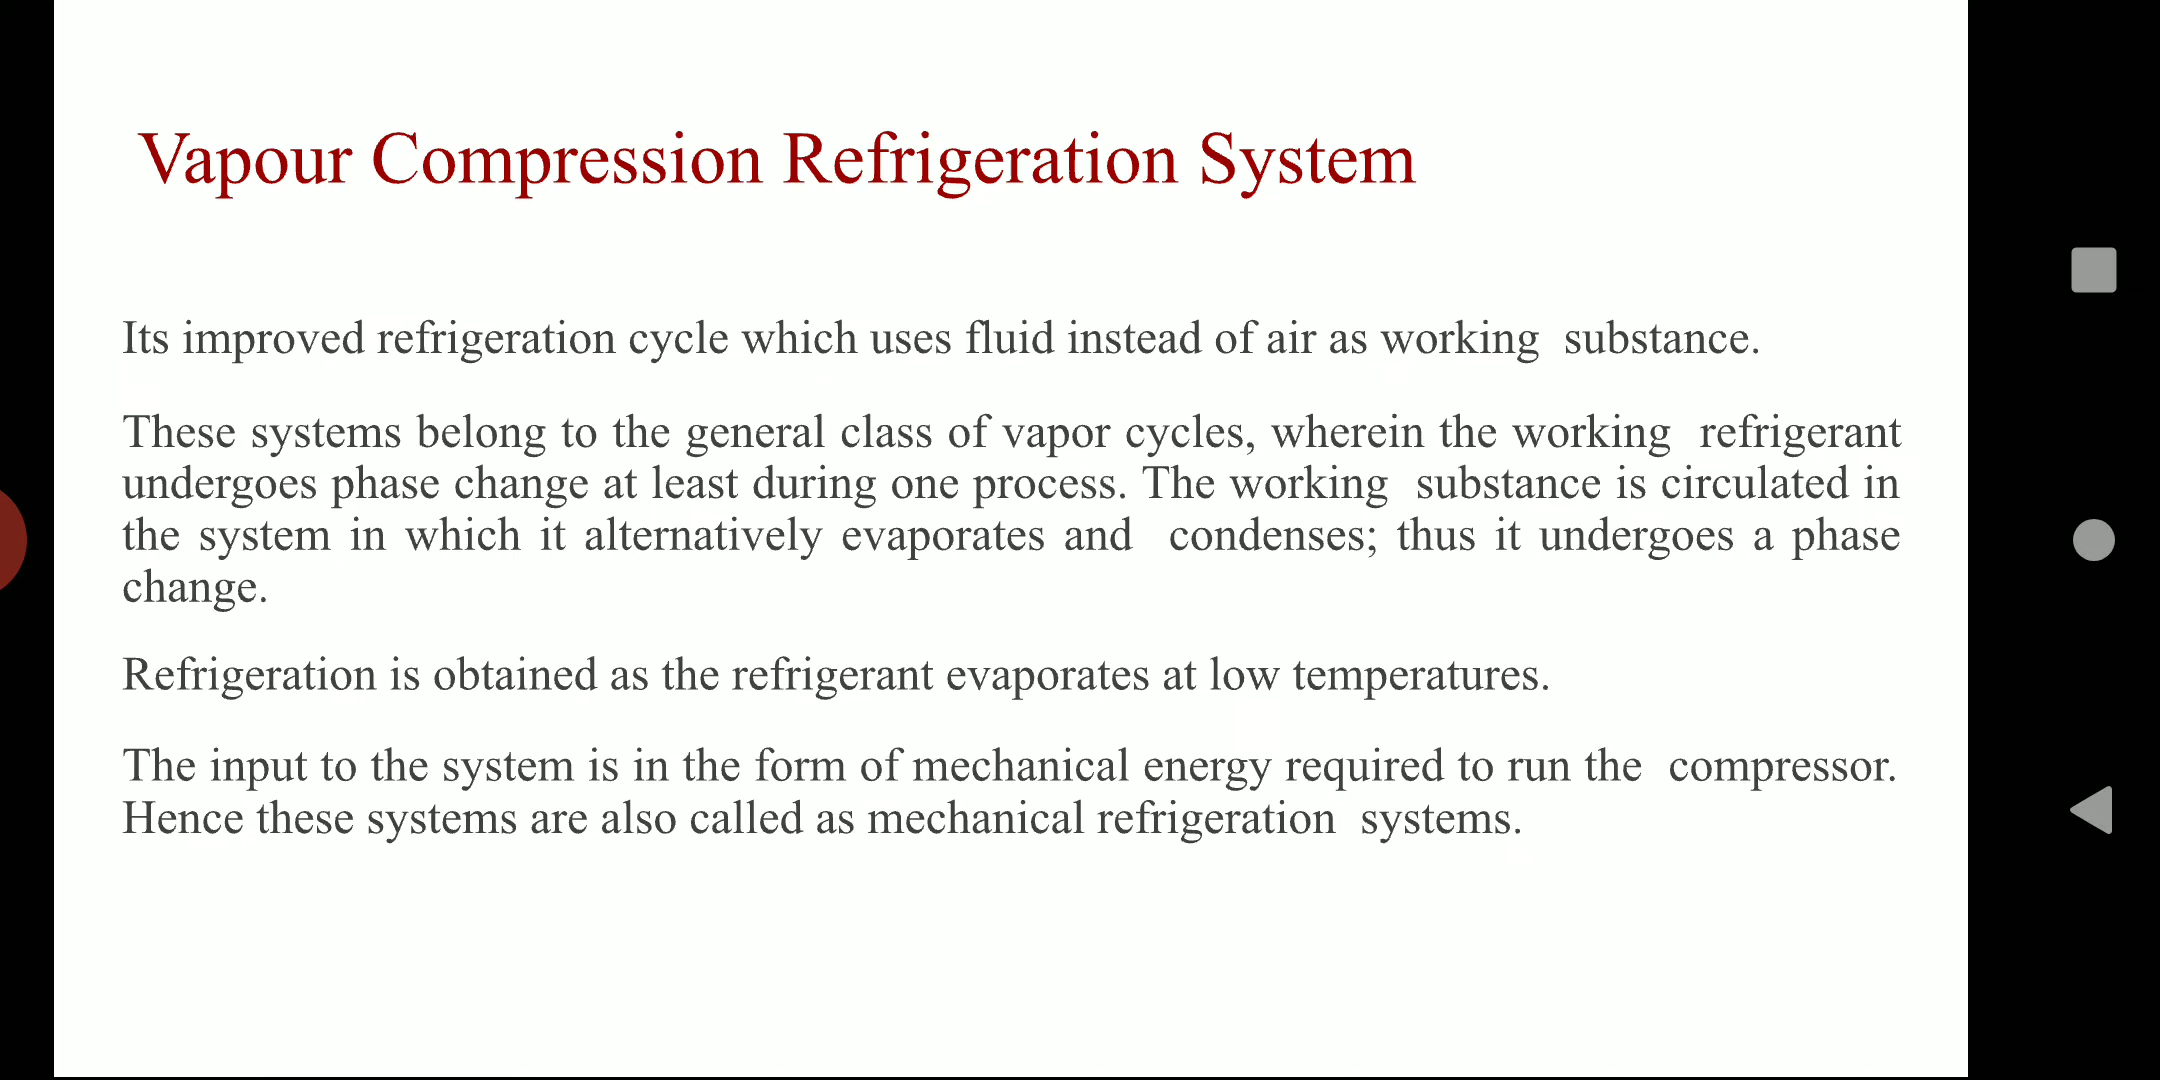 Vapour Compression Refrigeration System
Its improved refrigeration cycle which uses fluid instead of air as working substance.
These systems belong to the general class of vapor cycles, wherein the working refrigerant
undergoes phase change at least during one process. The working substance is circulated in
the system in which it alternatively evaporates and condenses; thus it undergoes a phase
change.
Refrigeration is obtained as the refrigerant evaporates at low temperatures.
The input to the system is in the form of mechanical energy required to run the compressor.
Hence these systems are also called as mechanical refrigeration systems.